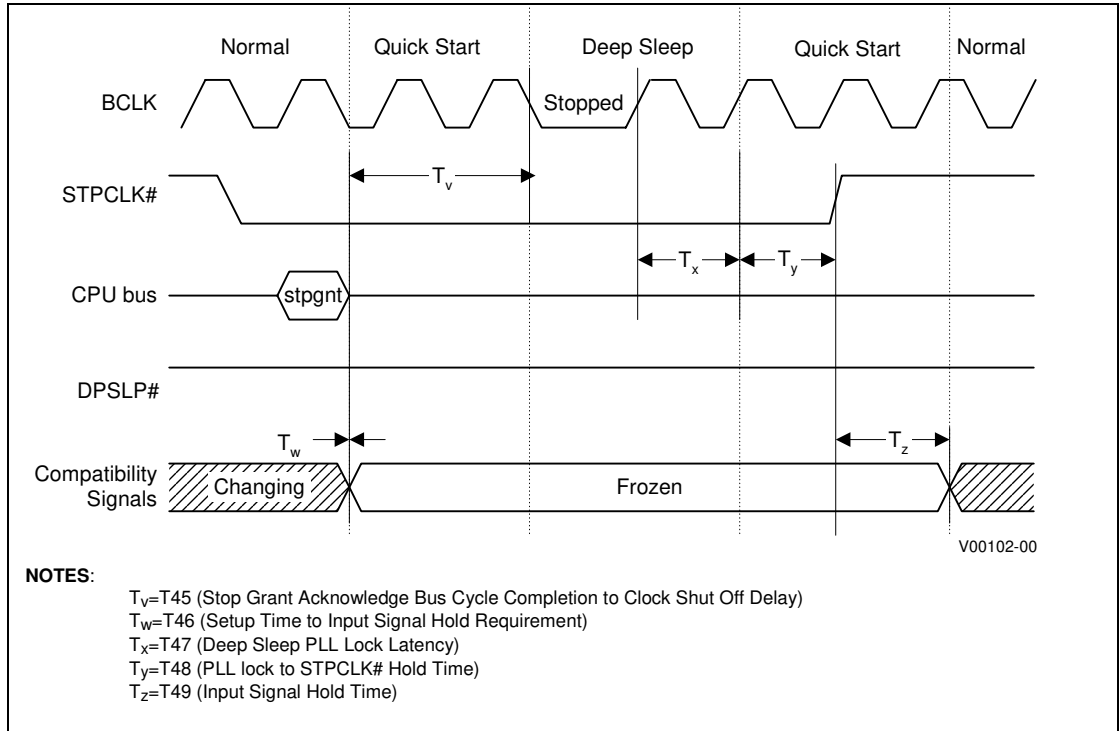 Normal Quick Start Deep Sleep Quick Start Normal
BCLK
Stopped
STPCLK#
Tv
Tx
Ty
CPU bus
stpgnt
DPSLP#
Tw
Tz
Compatibility
Signals
Changing
Frozen
V00102-00
NOTES:
TV=T45 (Stop Grant Acknowledge Bus Cycle Completion to Clock Shut Off Delay)
TW=T46 (Setup Time to Input Signal Hold Requirement)
TX=T47 (Deep Sleep PLL Lock Latency)
Ty=T48 (PLL lock to STPCLK# Hold Time)
TZ=T49 (Input Signal Hold Time)